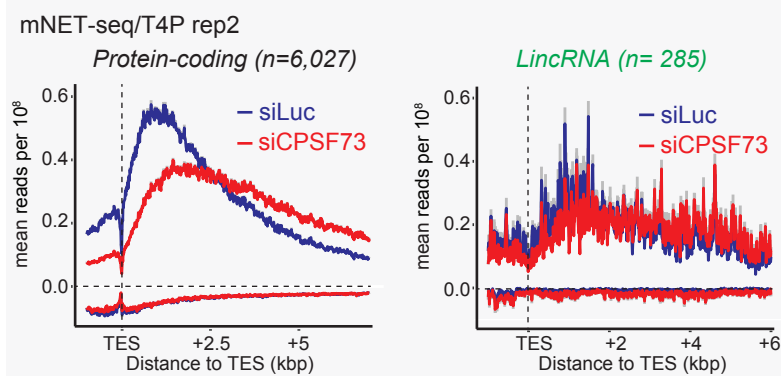 mNET-seq/T4P rep2
Protein-coding (n=6,027)
mean reads per 10⁸
0.6
0.4
0.2
0.0
siLuc
siCPSF73
TES
+2.5
+5
Distance to TES (kbp)
LincRNA (n= 285)
mean reads per 10⁸
0.6
0.4
0.2
0.0
siLuc
siCPSF73
TES
+2
+4
+6
Distance to TES (kbp)